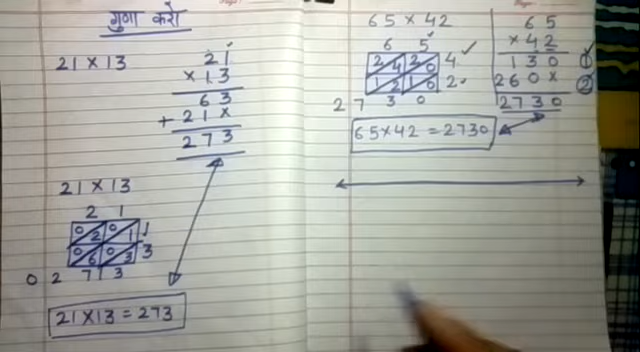 गुणा करो
21 × 13
21
× 13
63
+ 21×
273
21 × 13
2 1
0 2 0 1 1
0 6 0 3 3
0 2 7 3
21 × 13 = 273
65 × 42
6 5
2 4 2 0 4
1 2 1 0 2
2 7 3 0
65 × 42 = 2730
65
× 42
130 1
260× 2
2730